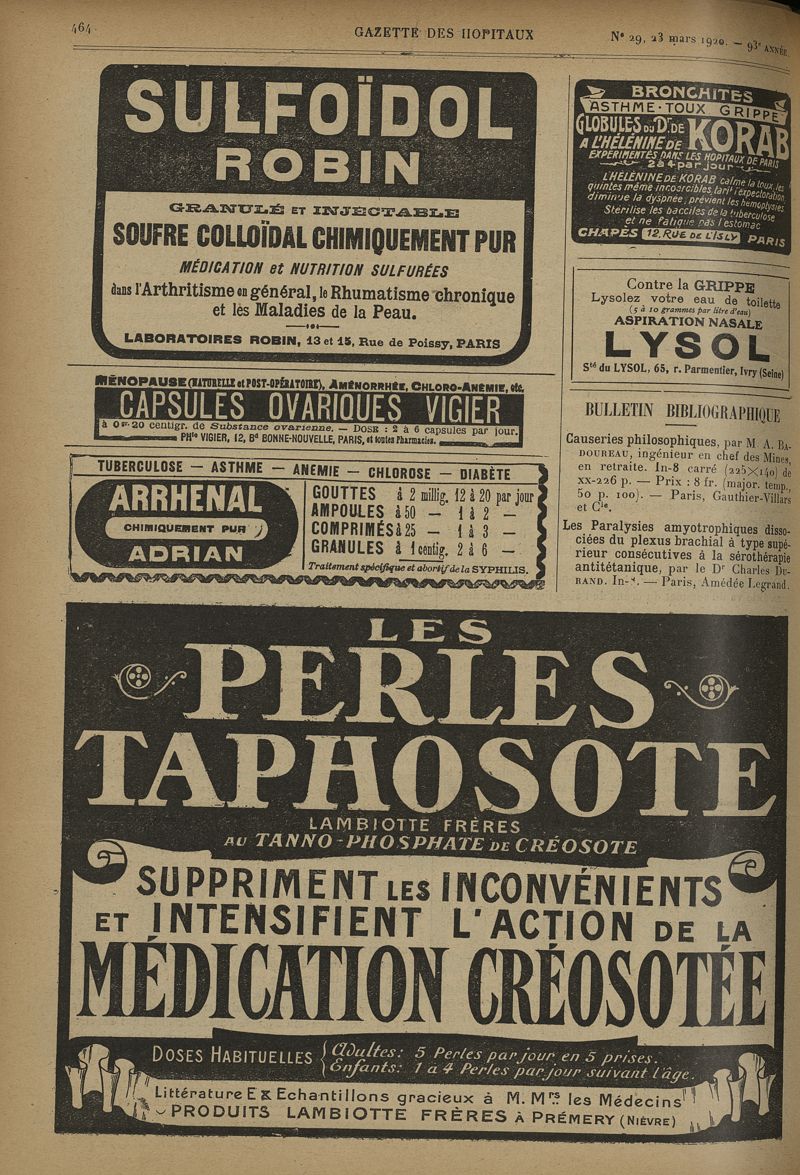 464
GAZETTE DES HOPITAUX
N° 29, 23 mars 1920. — 93e ANNÉE.
SULFOÏDOL
ROBIN
GRANULÉ ET INJECTABLE
SOUFRE COLLOÏDAL CHIMIQUEMENT PUR
MÉDICATION et NUTRITION SULFURÉES
dans l'Arthritisme en général, le Rhumatisme chronique
et les Maladies de la Peau.
LABORATOIRES ROBIN, 13 et 15, Rue de Poissy, PARIS
MÉNOPAUSE (NATURELLE et POST-OPÉRATOIRE), AMÉNORRHÉE, CHLORO-ANÉMIE, etc.
CAPSULES OVARIQUES VIGIER
à 0gr. 20 centigr. de Substance ovarienne. — DOSE : 2 à 6 capsules par jour.
PHie VIGIER, 12, Bd BONNE-NOUVELLE, PARIS, et toutes Pharmacies.
TUBERCULOSE — ASTHME — ANEMIE — CHLOROSE — DIABÈTE
ARRHENAL
CHIMIQUEMENT PUR
ADRIAN
GOUTTES à 2 millig. 12 à 20 par jour
AMPOULES à 50 — 1 à 2 —
COMPRIMÉS à 25 — 1 à 3 —
GRANULES à 1 centig. 2 à 6 —
Traitement spécifique et abortif de la SYPHILIS.
BRONCHITES
ASTHME · TOUX GRIPPE
GLOBULES DU Dr. DE KORAB
A L'HÉLÉNINE DE
EXPÉRIMENTÉS DANS LES HOPITAUX DE PARIS
2 à 4 par jour
L'HÉLÉNINE DE KORAB calme la toux, les
quintes même incoercibles, tarit l'expectoration
diminue la dyspnée, prévient les hémoptysies
Stérilise les bacilles de la tuberculose
et ne fatigue pas l'estomac
CHAPÈS 12, RUE DE L'ISLY PARIS
Contre la GRIPPE
Lysolez votre eau de toilette
(5 à 10 grammes par litre d'eau)
ASPIRATION NASALE
LYSOL
Sté du LYSOL, 65, r. Parmentier, Ivry (Seine)
BULLETIN BIBLIOGRAPHIQUE
Causeries philosophiques, par M A. BA-
DOUREAU, ingénieur en chef des Mines,
en retraite. In-8 carré (225×140) de
XX-226 p. — Prix : 8 fr. (major. temp.,
50 p. 100). — Paris, Gauthier-Villars
et Cie.
Les Paralysies amyotrophiques disso-
ciées du plexus brachial à type supé-
rieur consécutives à la sérothérapie
antitétanique, par le Dr Charles DU-
RAND. In-8. — Paris, Amédée Legrand.
LES
PERLES
TAPHOSOTE
LAMBIOTTE FRÈRES
AU TANNO-PHOSPHATE DE CRÉOSOTE
SUPPRIMENT LES INCONVÉNIENTS
ET INTENSIFIENT L'ACTION DE LA
MÉDICATION CRÉOSOTÉE
DOSES HABITUELLES { Adultes: 5 Perles par jour en 5 prises.
Enfants: 1 à 4 Perles par jour suivant l'âge.
Littérature Et Echantillons gracieux à M.Mrs. les Médecins
PRODUITS LAMBIOTTE FRÈRES À PRÉMERY (NIÈVRE)